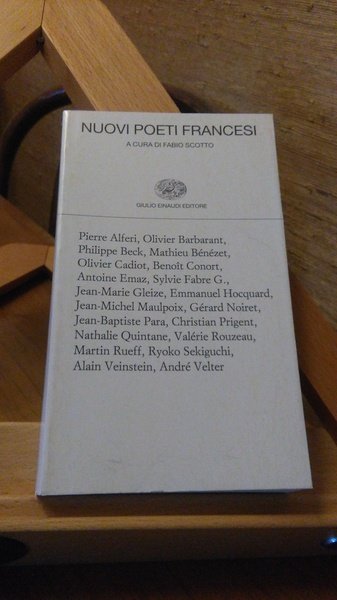 NUOVI POETI FRANCESI
A CURA DI FABIO SCOTTO
GIULIO EINAUDI EDITORE
Pierre Alferi, Olivier Barbarant,
Philippe Beck, Mathieu Bénézet,
Olivier Cadiot, Benoît Conort,
Antoine Emaz, Sylvie Fabre G.,
Jean-Marie Gleize, Emmanuel Hocquard,
Jean-Michel Maulpoix, Gérard Noiret,
Jean-Baptiste Para, Christian Prigent,
Nathalie Quintane, Valérie Rouzeau,
Martin Rueff, Ryoko Sekiguchi,
Alain Veinstein, André Velter